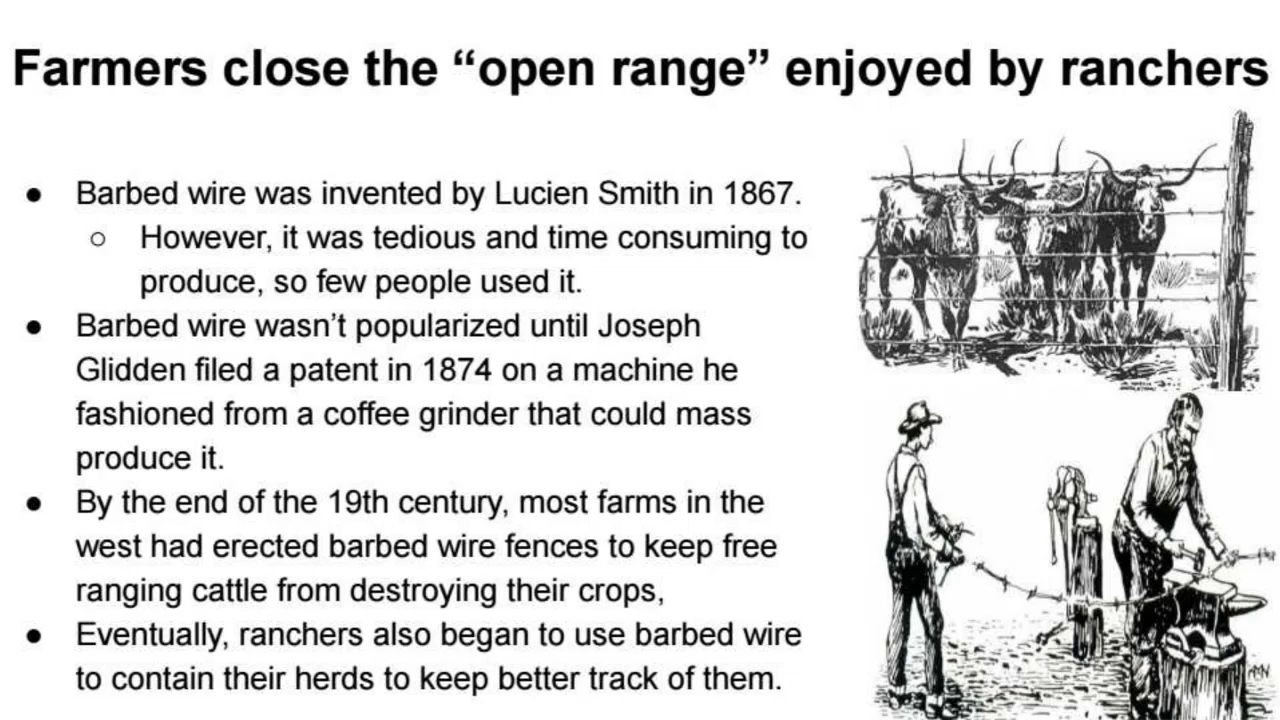 Farmers close the “open range” enjoyed by ranchers
● Barbed wire was invented by Lucien Smith in 1867.
○ However, it was tedious and time consuming to
produce, so few people used it.
● Barbed wire wasn’t popularized until Joseph
Glidden filed a patent in 1874 on a machine he
fashioned from a coffee grinder that could mass
produce it.
● By the end of the 19th century, most farms in the
west had erected barbed wire fences to keep free
ranging cattle from destroying their crops,
● Eventually, ranchers also began to use barbed wire
to contain their herds to keep better track of them.